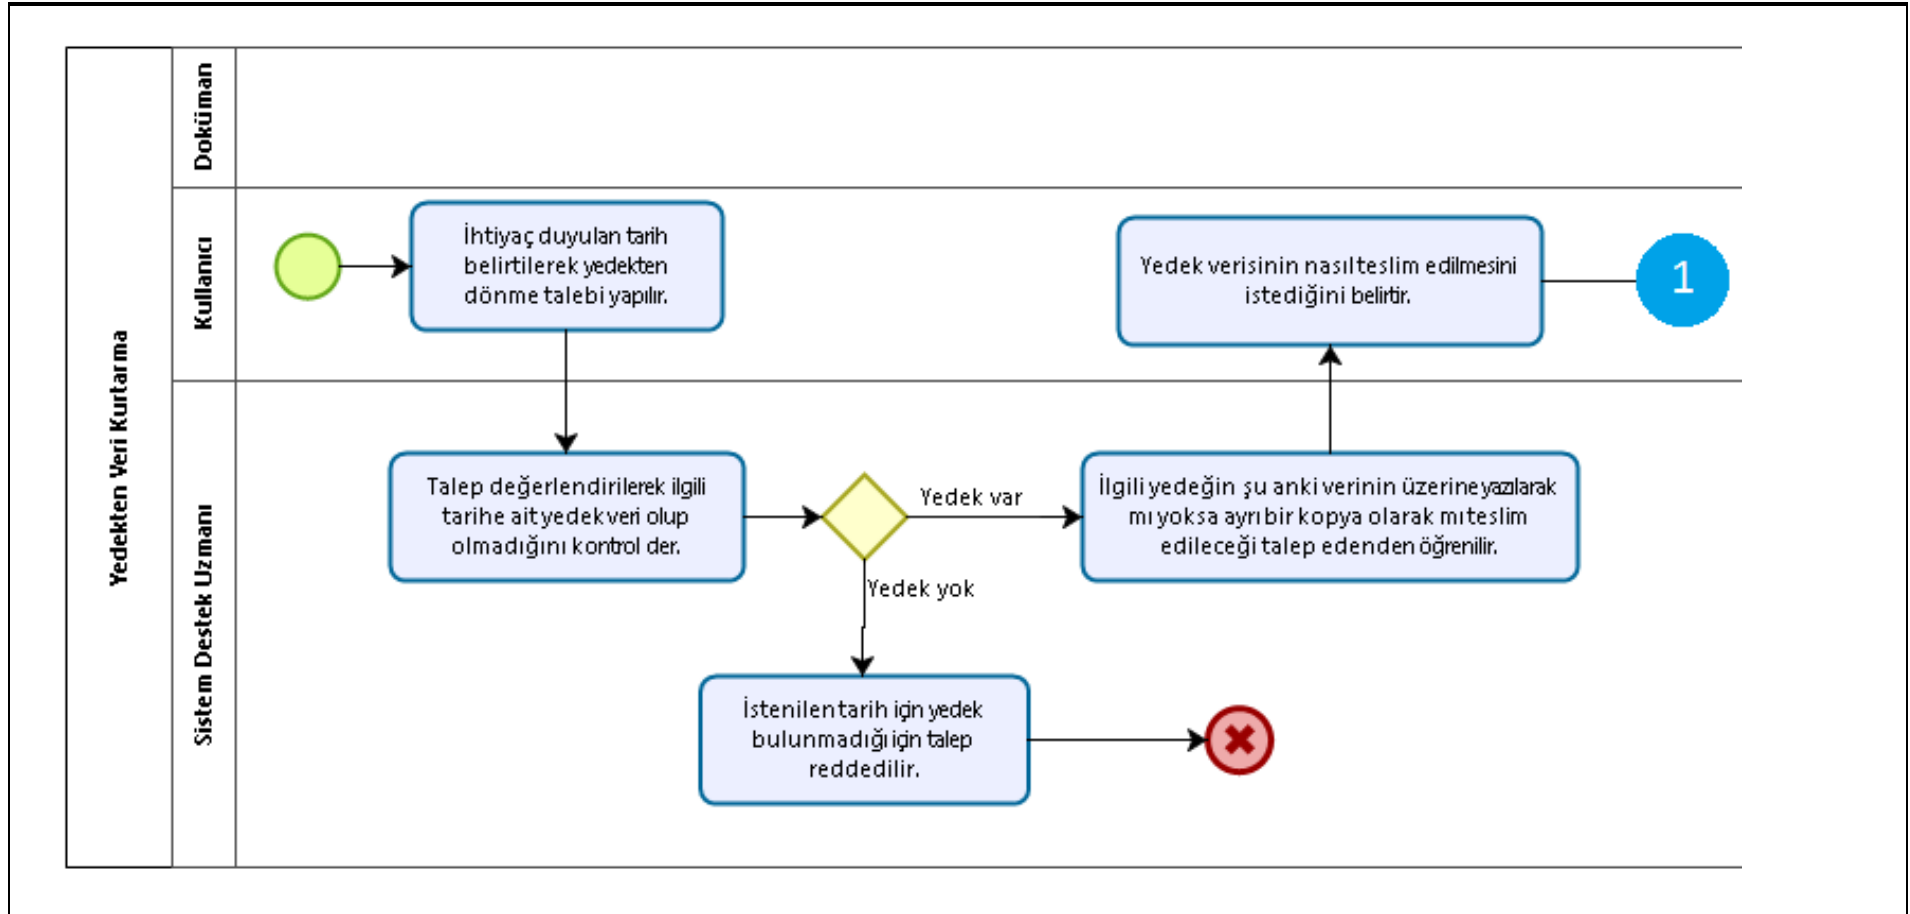 Yedekten Veri Kurtarma
Doküman
Kullanıcı
İhtiyaç duyulan tarih
belirtilerek yedekten
dönme talebi yapılır.
Yedek verisinin nasıl teslim edilmesini
istediğini belirtir.
1
Sistem Destek Uzmanı
Talep değerlendirilerek ilgili
tarihe ait yedek veri olup
olmadığını kontrol der.
Yedek var
İlgili yedeğin şu anki verinin üzerine yazılarak
mı yoksa ayrı bir kopya olarak mı teslim
edileceği talep edenden öğrenilir.
Yedek yok
İstenilen tarih için yedek
bulunmadığı için talep
reddedilir.